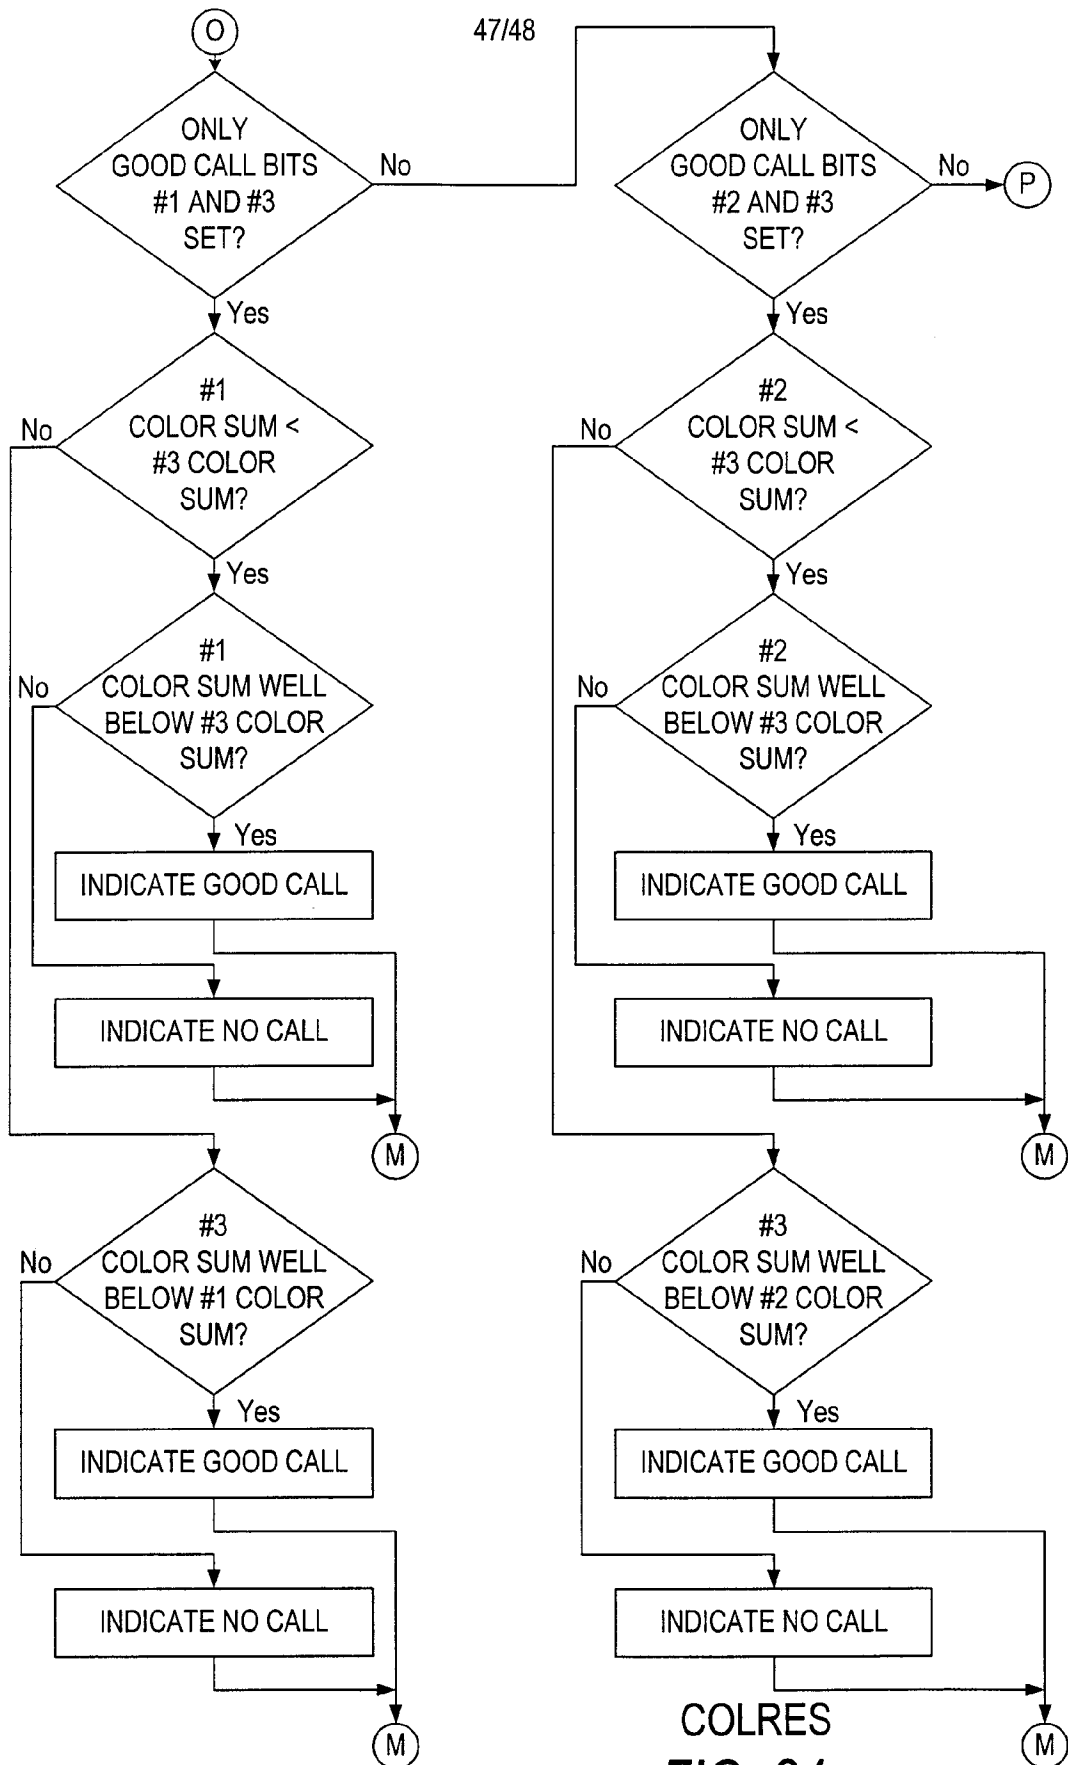 O
47/48
ONLY
GOOD CALL BITS
#1 AND #3
SET?
No
Yes
#1
COLOR SUM <
#3 COLOR
SUM?
No
Yes
#1
COLOR SUM WELL
BELOW #3 COLOR
SUM?
No
Yes
INDICATE GOOD CALL
INDICATE NO CALL
M
#3
COLOR SUM WELL
BELOW #1 COLOR
SUM?
No
Yes
INDICATE GOOD CALL
INDICATE NO CALL
M
ONLY
GOOD CALL BITS
#2 AND #3
SET?
No
P
Yes
#2
COLOR SUM <
#3 COLOR
SUM?
No
Yes
#2
COLOR SUM WELL
BELOW #3 COLOR
SUM?
No
Yes
INDICATE GOOD CALL
INDICATE NO CALL
M
#3
COLOR SUM WELL
BELOW #2 COLOR
SUM?
No
Yes
INDICATE GOOD CALL
INDICATE NO CALL
M
COLRES